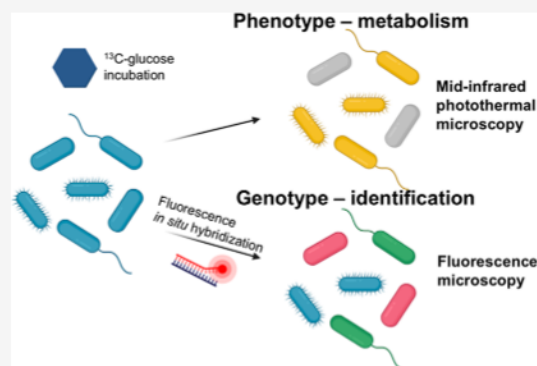 Phenotype – metabolism
¹³C-glucose
incubation
Mid-infrared
photothermal
microscopy
Genotype – identification
Fluorescence
in situ hybridization
Fluorescence
microscopy